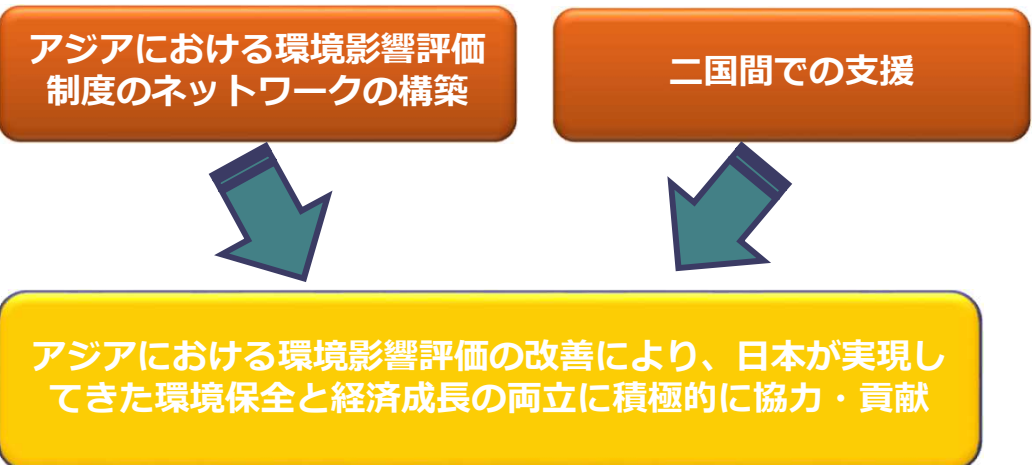 アジアにおける環境影響評価
制度のネットワークの構築
二国間での支援
アジアにおける環境影響評価の改善により、日本が実現し
てきた環境保全と経済成長の両立に積極的に協力・貢献